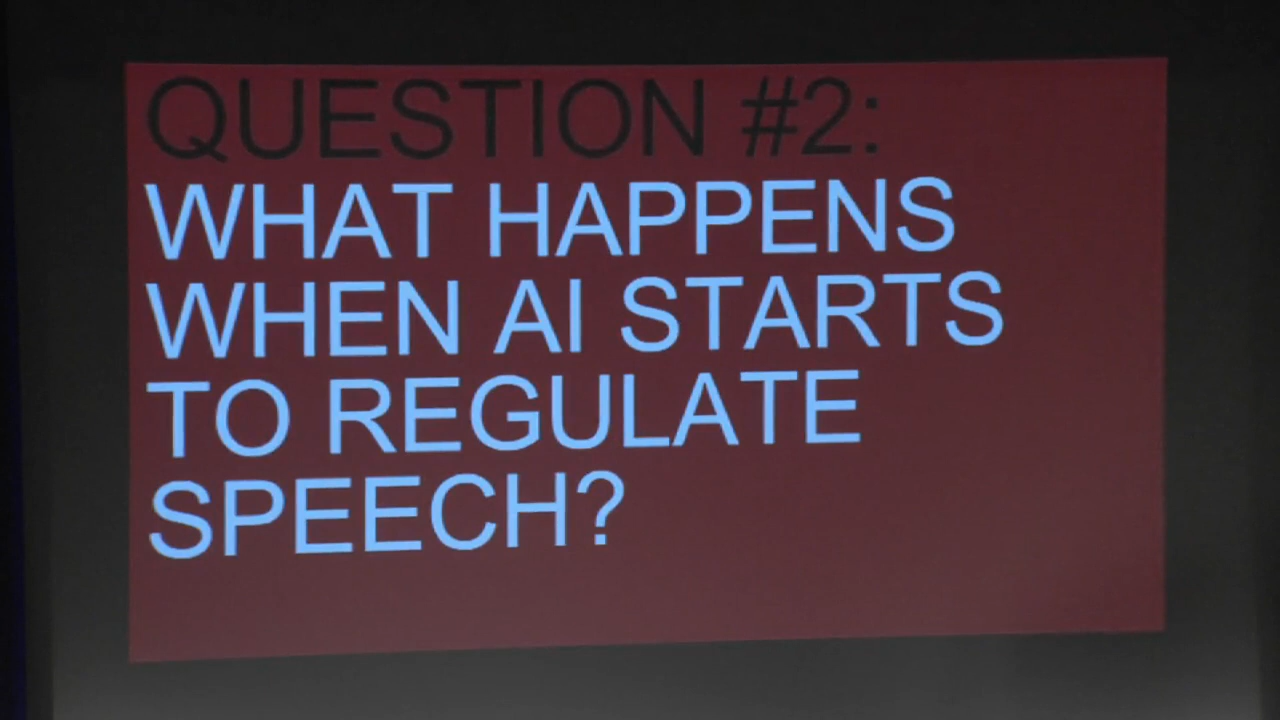 QUESTION #2:
WHAT HAPPENS
WHEN AI STARTS
TO REGULATE
SPEECH?